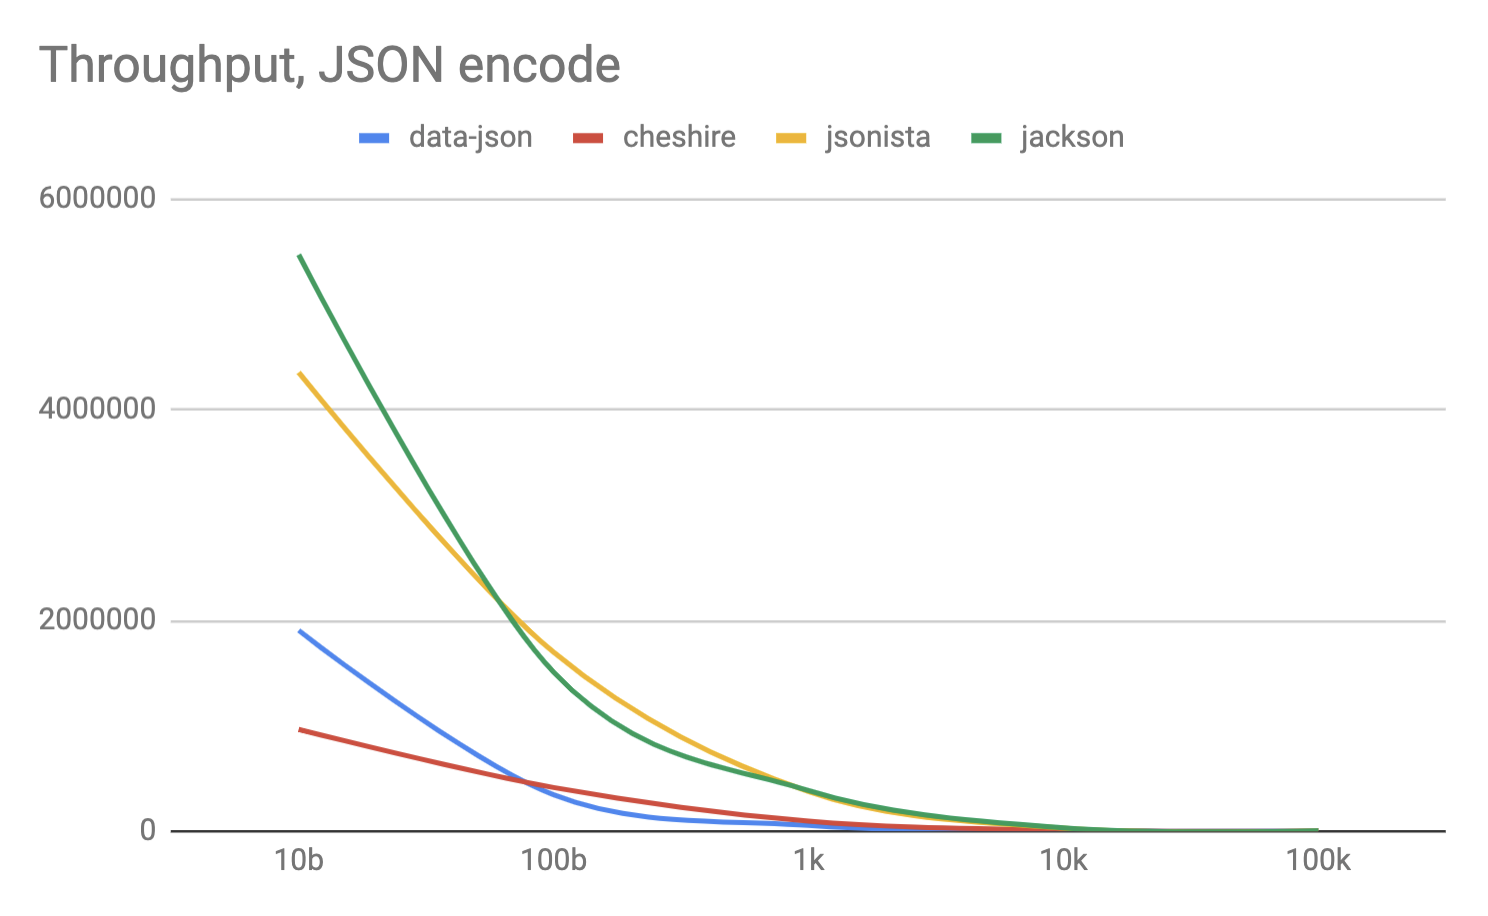 Throughput, JSON encode
data-json cheshire jsonista jackson
6000000
4000000
2000000
0
10b 100b 1k 10k 100k